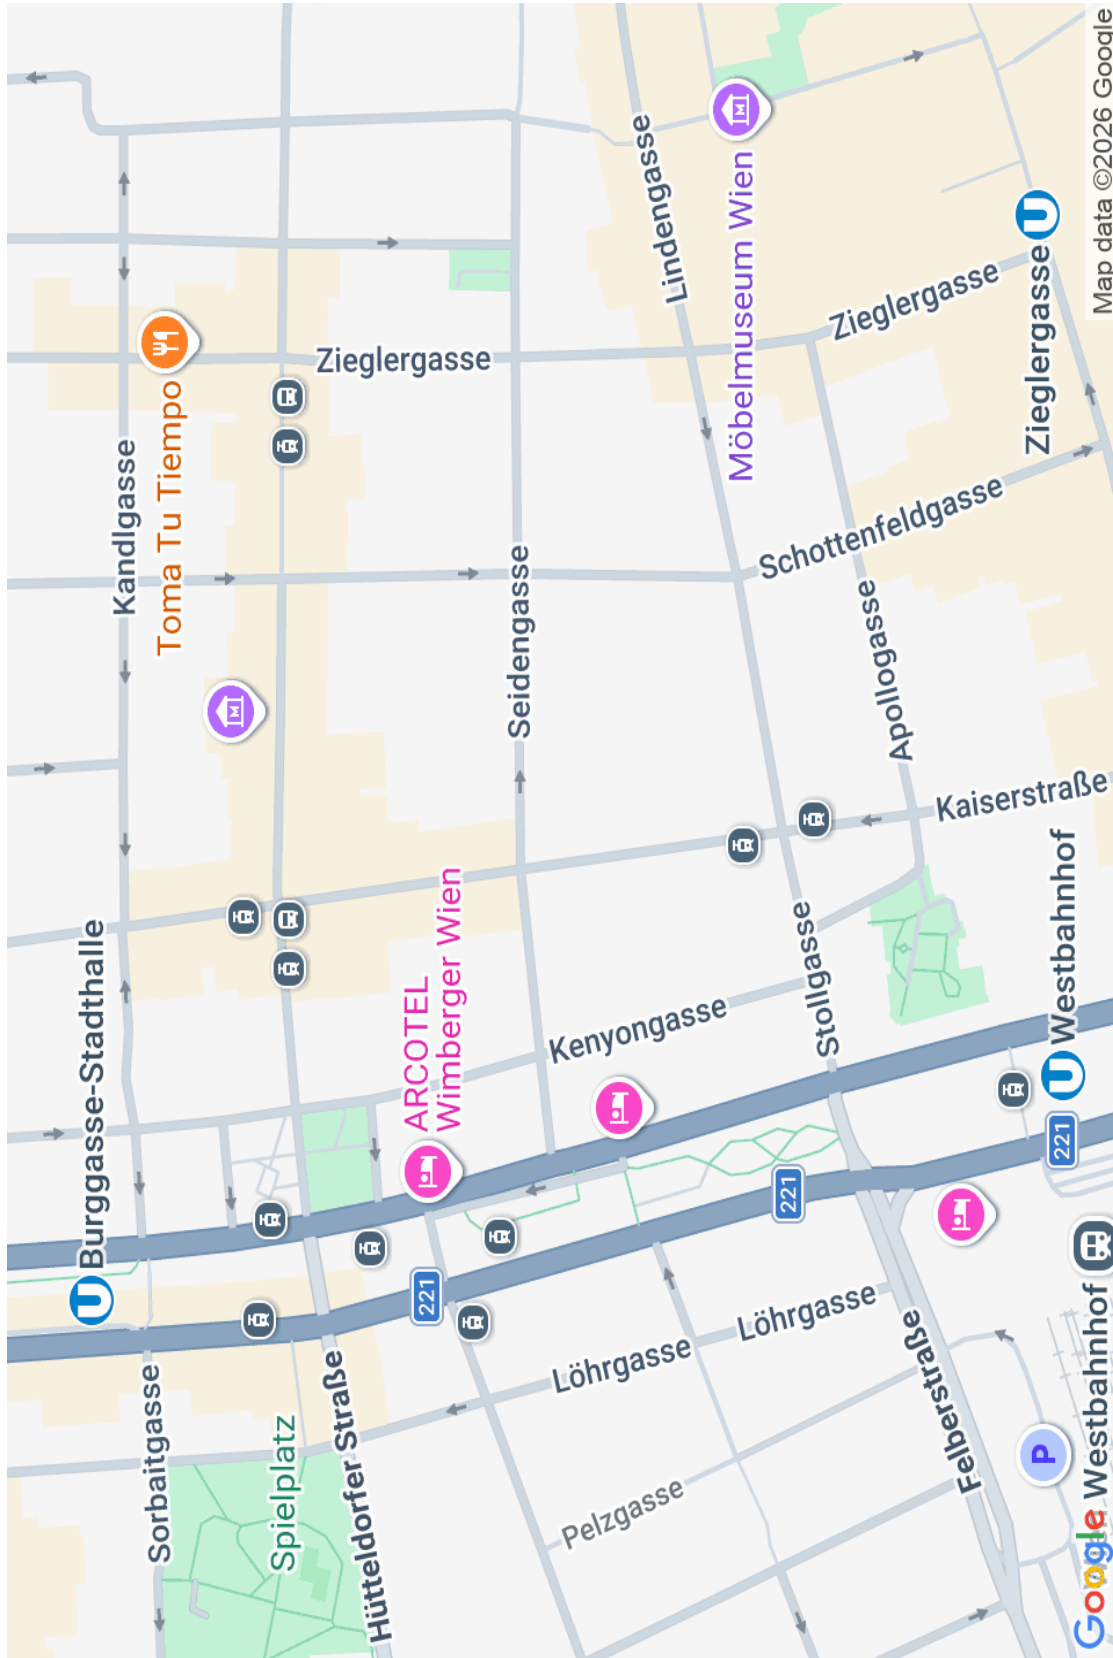 Burggasse-Stadthalle
Kandlgasse
Toma Tu Tiempo
Sorbaitgasse
Spielplatz
Hütteldorfer Straße
Zieglergasse
ARCOTEL
Wimberger Wien
221
Seidengasse
Löhrgasse
Pelzgasse
Kenyongasse
Lindengasse
Möbelmuseum Wien
221
Löhrgasse
Stollgasse
Schottenfeldgasse
Apollogasse
Zieglergasse
Felberstraße
Kaiserstraße
Zieglergasse
Westbahnhof
221
P
Westbahnhof
Google
Map data ©2026 Google